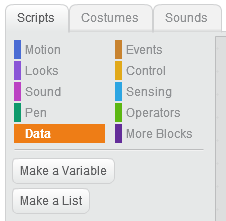 Scripts Costumes Sounds
Motion Events
Looks Control
Sound Sensing
Pen Operators
Data More Blocks
Make a Variable
Make a List